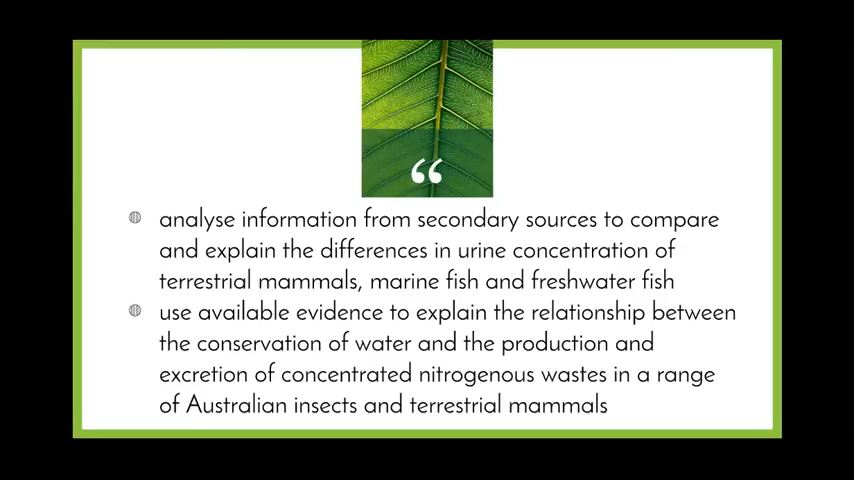 “
analyse information from secondary sources to compare
and explain the differences in urine concentration of
terrestrial mammals, marine fish and freshwater fish
use available evidence to explain the relationship between
the conservation of water and the production and
excretion of concentrated nitrogenous wastes in a range
of Australian insects and terrestrial mammals